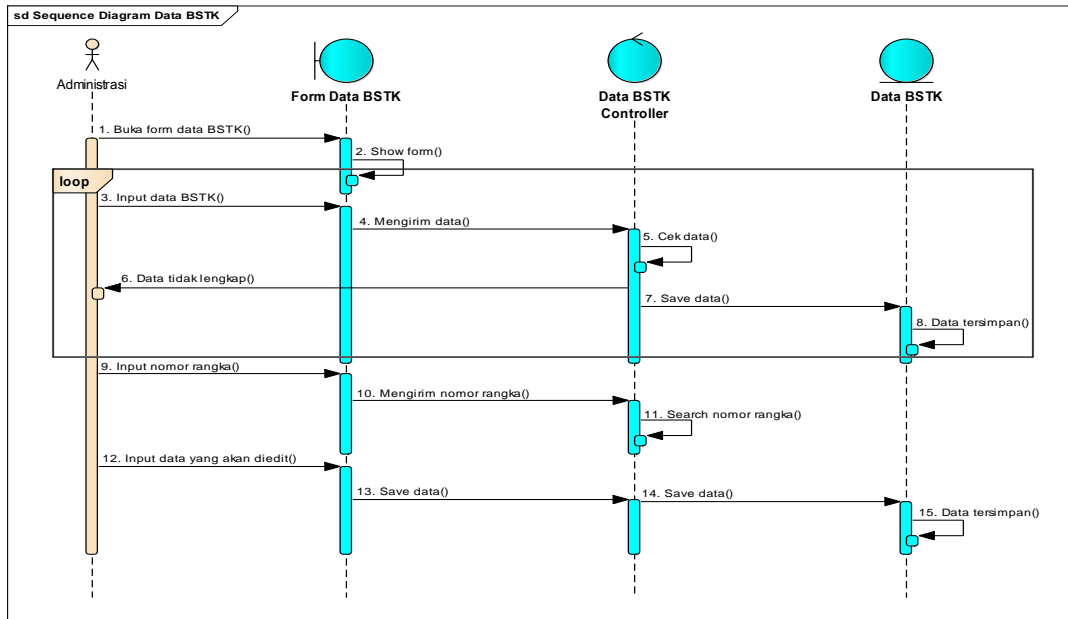 sd Sequence Diagram Data BSTK
Administrasi
Form Data BSTK
Data BSTK
Controller
Data BSTK
1. Buka form data BSTK()
2. Show form()
loop
3. Input data BSTK()
4. Mengirim data()
5. Cek data()
6. Data tidak lengkap()
7. Save data()
8. Data tersimpan()
9. Input nomor rangka()
10. Mengirim nomor rangka()
11. Search nomor rangka()
12. Input data yang akan diedit()
13. Save data()
14. Save data()
15. Data tersimpan()